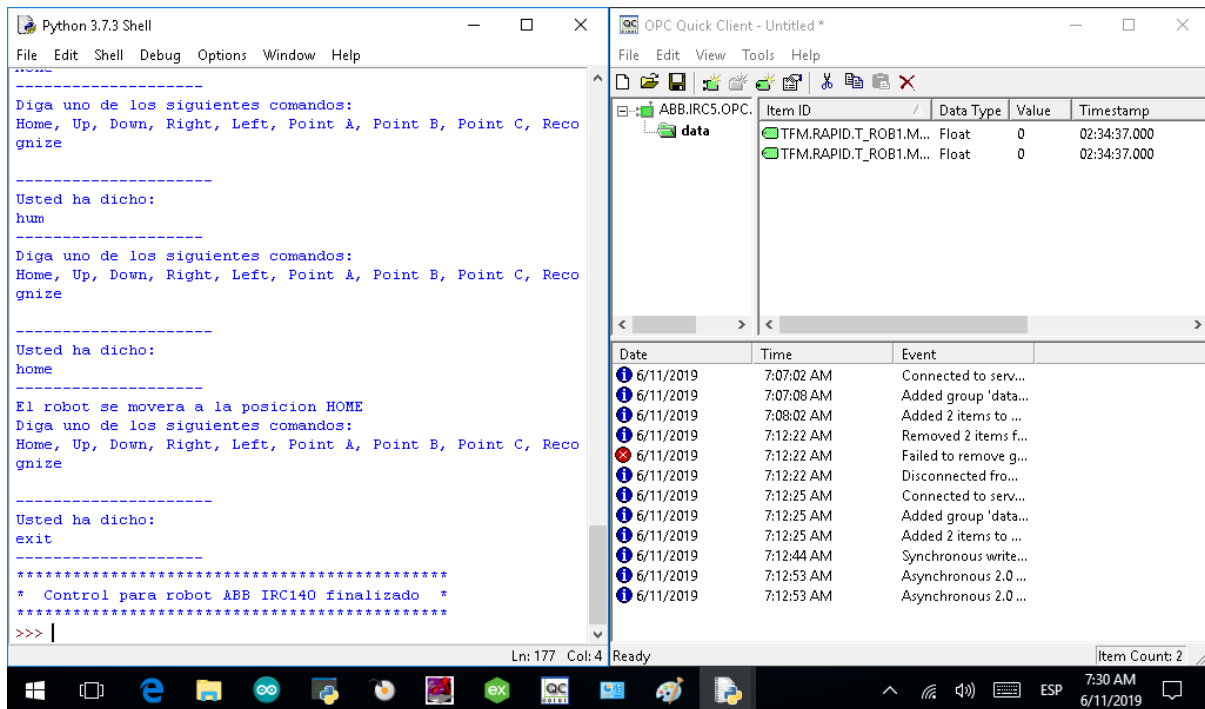 Python 3.7.3 Shell
File Edit Shell Debug Options Window Help
--------------------
Diga uno de los siguientes comandos:
Home, Up, Down, Right, Left, Point A, Point B, Point C, Reco
gnize
---------------------
Usted ha dicho:
hum
--------------------
Diga uno de los siguientes comandos:
Home, Up, Down, Right, Left, Point A, Point B, Point C, Reco
gnize
---------------------
Usted ha dicho:
home
--------------------
El robot se movera a la posicion HOME
Diga uno de los siguientes comandos:
Home, Up, Down, Right, Left, Point A, Point B, Point C, Reco
gnize
---------------------
Usted ha dicho:
exit
--------------------
**********************************************
* Control para robot ABB IRC140 finalizado *
**********************************************
>>>
Ln: 177 Col: 4
OPC Quick Client - Untitled *
File Edit View Tools Help
ABB.IRC5.OPC.
data
Item ID Data Type Value Timestamp
TFM.RAPID.T_ROB1.M... Float 0 02:34:37.000
TFM.RAPID.T_ROB1.M... Float 0 02:34:37.000
Date Time Event
6/11/2019 7:07:02 AM Connected to serv...
6/11/2019 7:07:08 AM Added group 'data...
6/11/2019 7:08:02 AM Added 2 items to ...
6/11/2019 7:12:22 AM Removed 2 items f...
6/11/2019 7:12:22 AM Failed to remove g...
6/11/2019 7:12:22 AM Disconnected fro...
6/11/2019 7:12:25 AM Connected to serv...
6/11/2019 7:12:25 AM Added group 'data...
6/11/2019 7:12:25 AM Added 2 items to ...
6/11/2019 7:12:44 AM Synchronous write...
6/11/2019 7:12:53 AM Asynchronous 2.0 ...
6/11/2019 7:12:53 AM Asynchronous 2.0 ...
Ready Item Count: 2
ex
QC
ESP
7:30 AM
6/11/2019